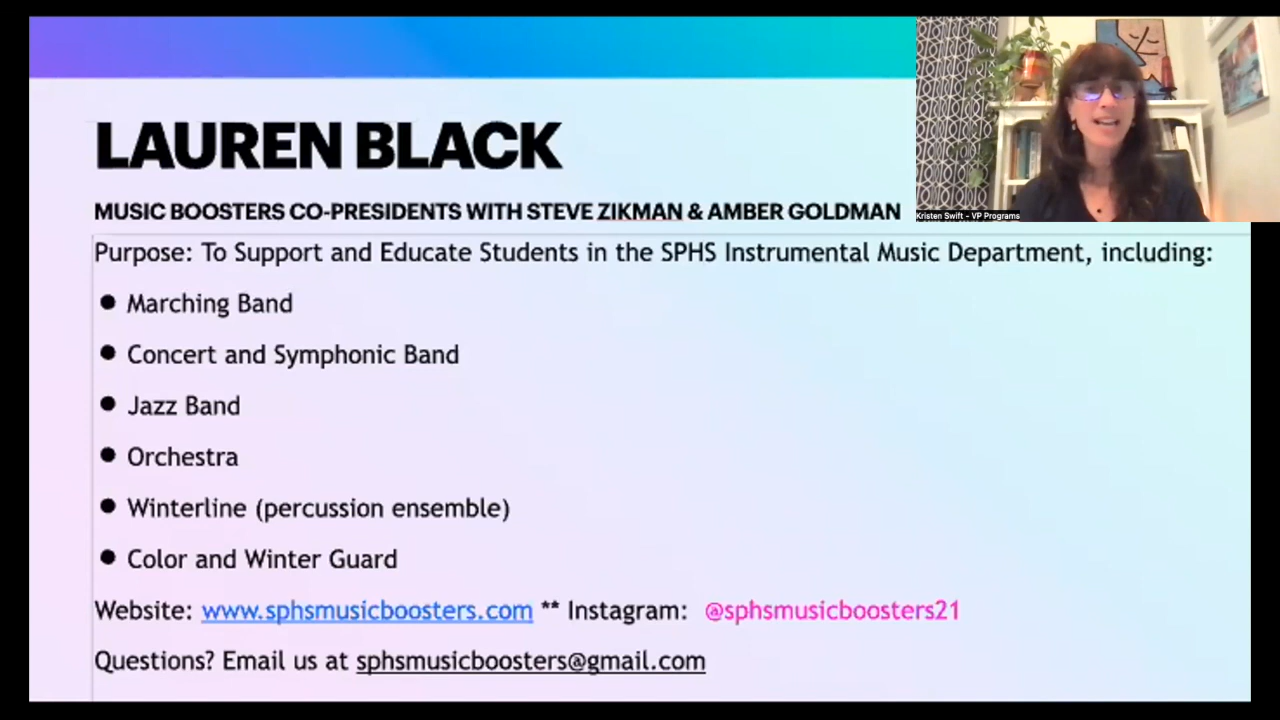 LAUREN BLACK
MUSIC BOOSTERS CO-PRESIDENTS WITH STEVE ZIKMAN & AMBER GOLDMAN
Kristen Swift - VP Programs
Purpose: To Support and Educate Students in the SPHS Instrumental Music Department, including:
● Marching Band
● Concert and Symphonic Band
● Jazz Band
● Orchestra
● Winterline (percussion ensemble)
● Color and Winter Guard
Website: www.sphsmusicboosters.com ** Instagram: @sphsmusicboosters21
Questions? Email us at sphsmusicboosters@gmail.com